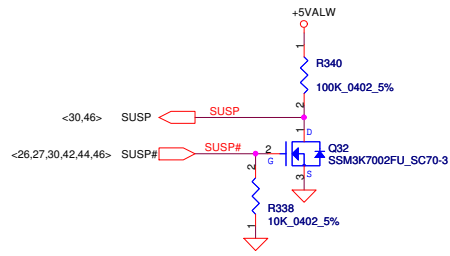 +5VALW
1
R340
100K_0402_5%
2
<30,46> SUSP SUSP
1
D
Q32
SSM3K7002FU_SC70-3
<26,27,30,42,44,46> SUSP# SUSP# 2
G
S
3
2
R338
10K_0402_5%
1